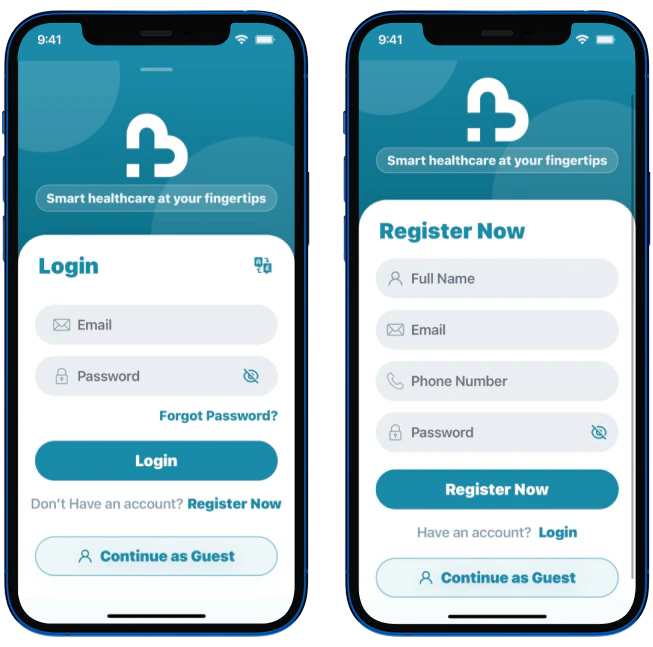 9:41
Smart healthcare at your fingertips
Login
Email
Password
Forgot Password?
Login
Don't Have an account? Register Now
Continue as Guest
9:41
Smart healthcare at your fingertips
Register Now
Full Name
Email
Phone Number
Password
Register Now
Have an account? Login
Continue as Guest